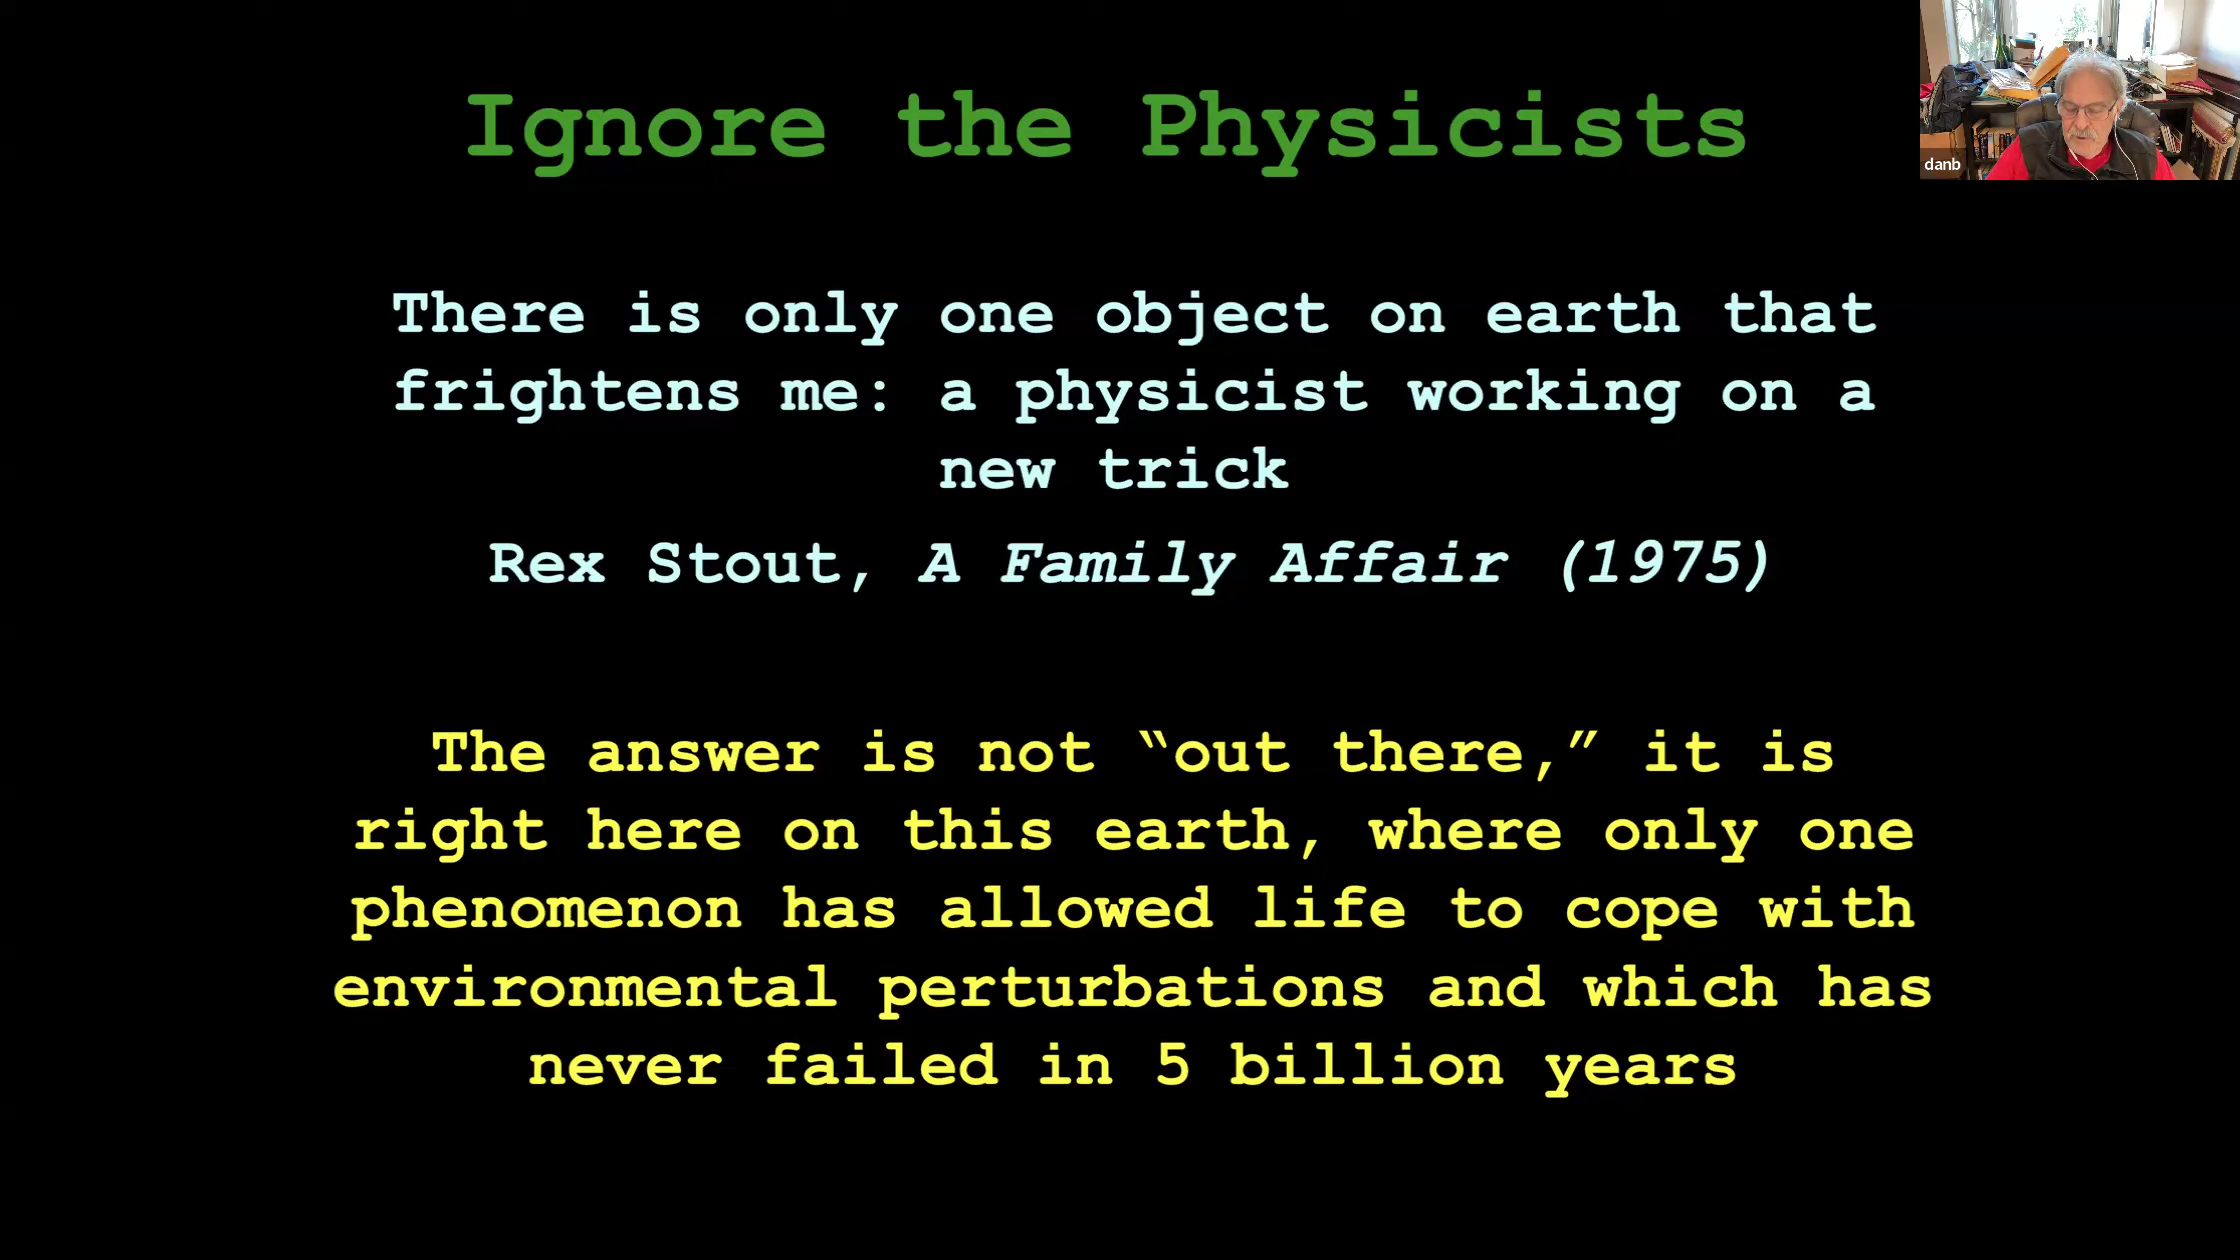 Ignore the Physicists
danb
There is only one object on earth that
frightens me: a physicist working on a
new trick
Rex Stout, A Family Affair (1975)
The answer is not “out there,” it is
right here on this earth, where only one
phenomenon has allowed life to cope with
environmental perturbations and which has
never failed in 5 billion years